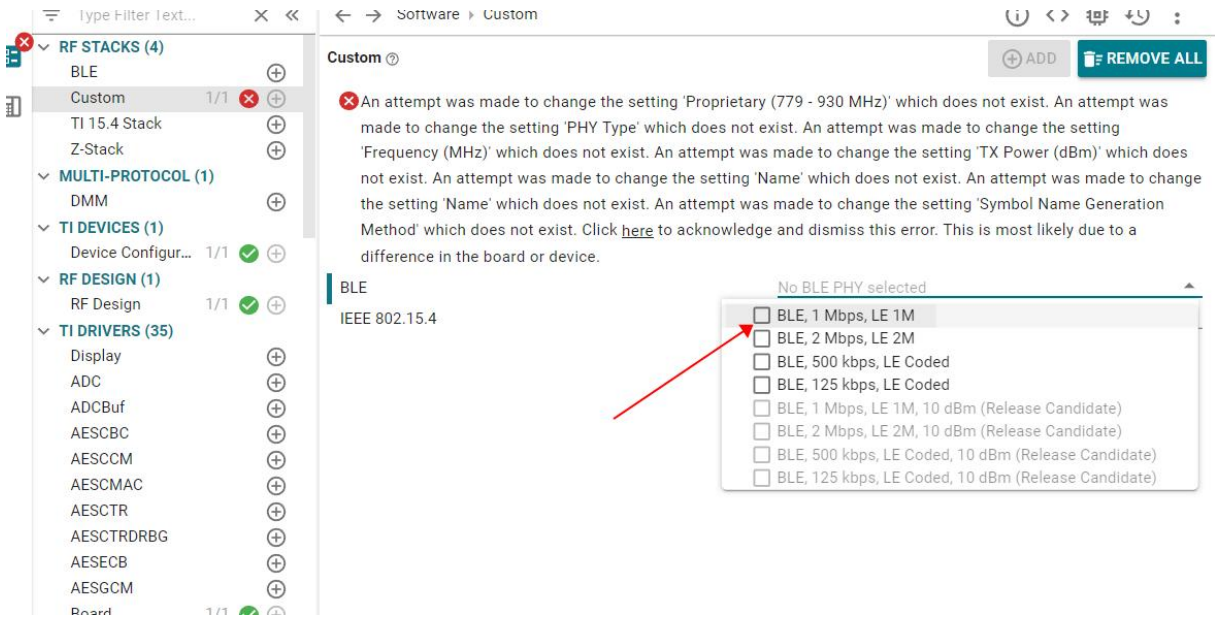 Type Filter Text...
Software Custom
RF STACKS (4)
BLE
Custom 1/1
TI 15.4 Stack
Z-Stack
MULTI-PROTOCOL (1)
DMM
TI DEVICES (1)
Device Configur... 1/1
RF DESIGN (1)
RF Design 1/1
TI DRIVERS (35)
Display
ADC
ADCBuf
AESCBC
AESCCM
AESCMAC
AESCTR
AESCTRDRBG
AESECB
AESGCM
Board 1/1
Custom
ADD
REMOVE ALL
An attempt was made to change the setting 'Proprietary (779 - 930 MHz)' which does not exist. An attempt was
made to change the setting 'PHY Type' which does not exist. An attempt was made to change the setting
'Frequency (MHz)' which does not exist. An attempt was made to change the setting 'TX Power (dBm)' which does
not exist. An attempt was made to change the setting 'Name' which does not exist. An attempt was made to change
the setting 'Name' which does not exist. An attempt was made to change the setting 'Symbol Name Generation
Method' which does not exist. Click here to acknowledge and dismiss this error. This is most likely due to a
difference in the board or device.
BLE
No BLE PHY selected
IEEE 802.15.4
BLE, 1 Mbps, LE 1M
BLE, 2 Mbps, LE 2M
BLE, 500 kbps, LE Coded
BLE, 125 kbps, LE Coded
BLE, 1 Mbps, LE 1M, 10 dBm (Release Candidate)
BLE, 2 Mbps, LE 2M, 10 dBm (Release Candidate)
BLE, 500 kbps, LE Coded, 10 dBm (Release Candidate)
BLE, 125 kbps, LE Coded, 10 dBm (Release Candidate)